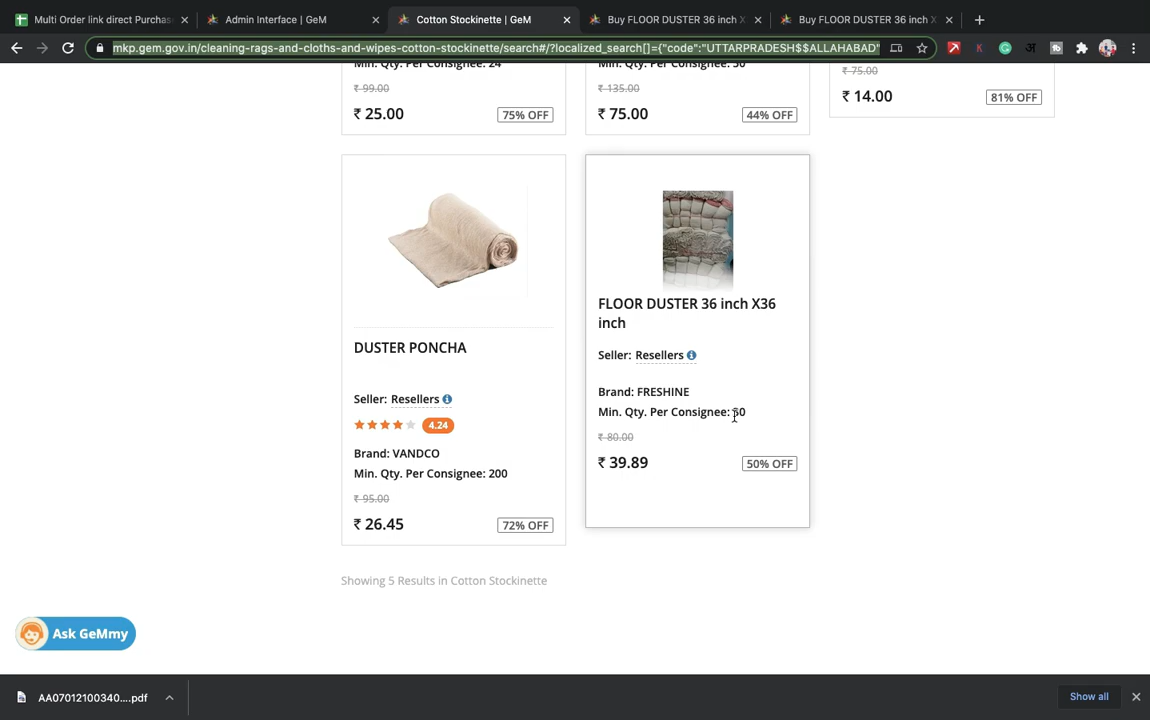 Multi Order link direct Purchas
Admin Interface | GeM
Cotton Stockinette | GeM
Buy FLOOR DUSTER 36 inch X
Buy FLOOR DUSTER 36 inch X
mkp.gem.gov.in/cleaning-rags-and-cloths-and-wipes-cotton-stockinette/search#/?localized_search[]={"code":"UTTARPRADESH$$ALLAHABAD"
Min. Qty. Per Consignee: 24
₹ 99.00
₹ 25.00
75% OFF
Min. Qty. Per Consignee: 50
₹ 135.00
₹ 75.00
44% OFF
₹ 75.00
₹ 14.00
81% OFF
DUSTER PONCHA
Seller: Resellers
4.24
Brand: VANDCO
Min. Qty. Per Consignee: 200
₹ 95.00
₹ 26.45
72% OFF
FLOOR DUSTER 36 inch X36
inch
Seller: Resellers
Brand: FRESHINE
Min. Qty. Per Consignee:
₹ 80.00
₹ 39.89
50% OFF
Showing 5 Results in Cotton Stockinette
Ask GeMmy
AA07012100340....pdf
Show all